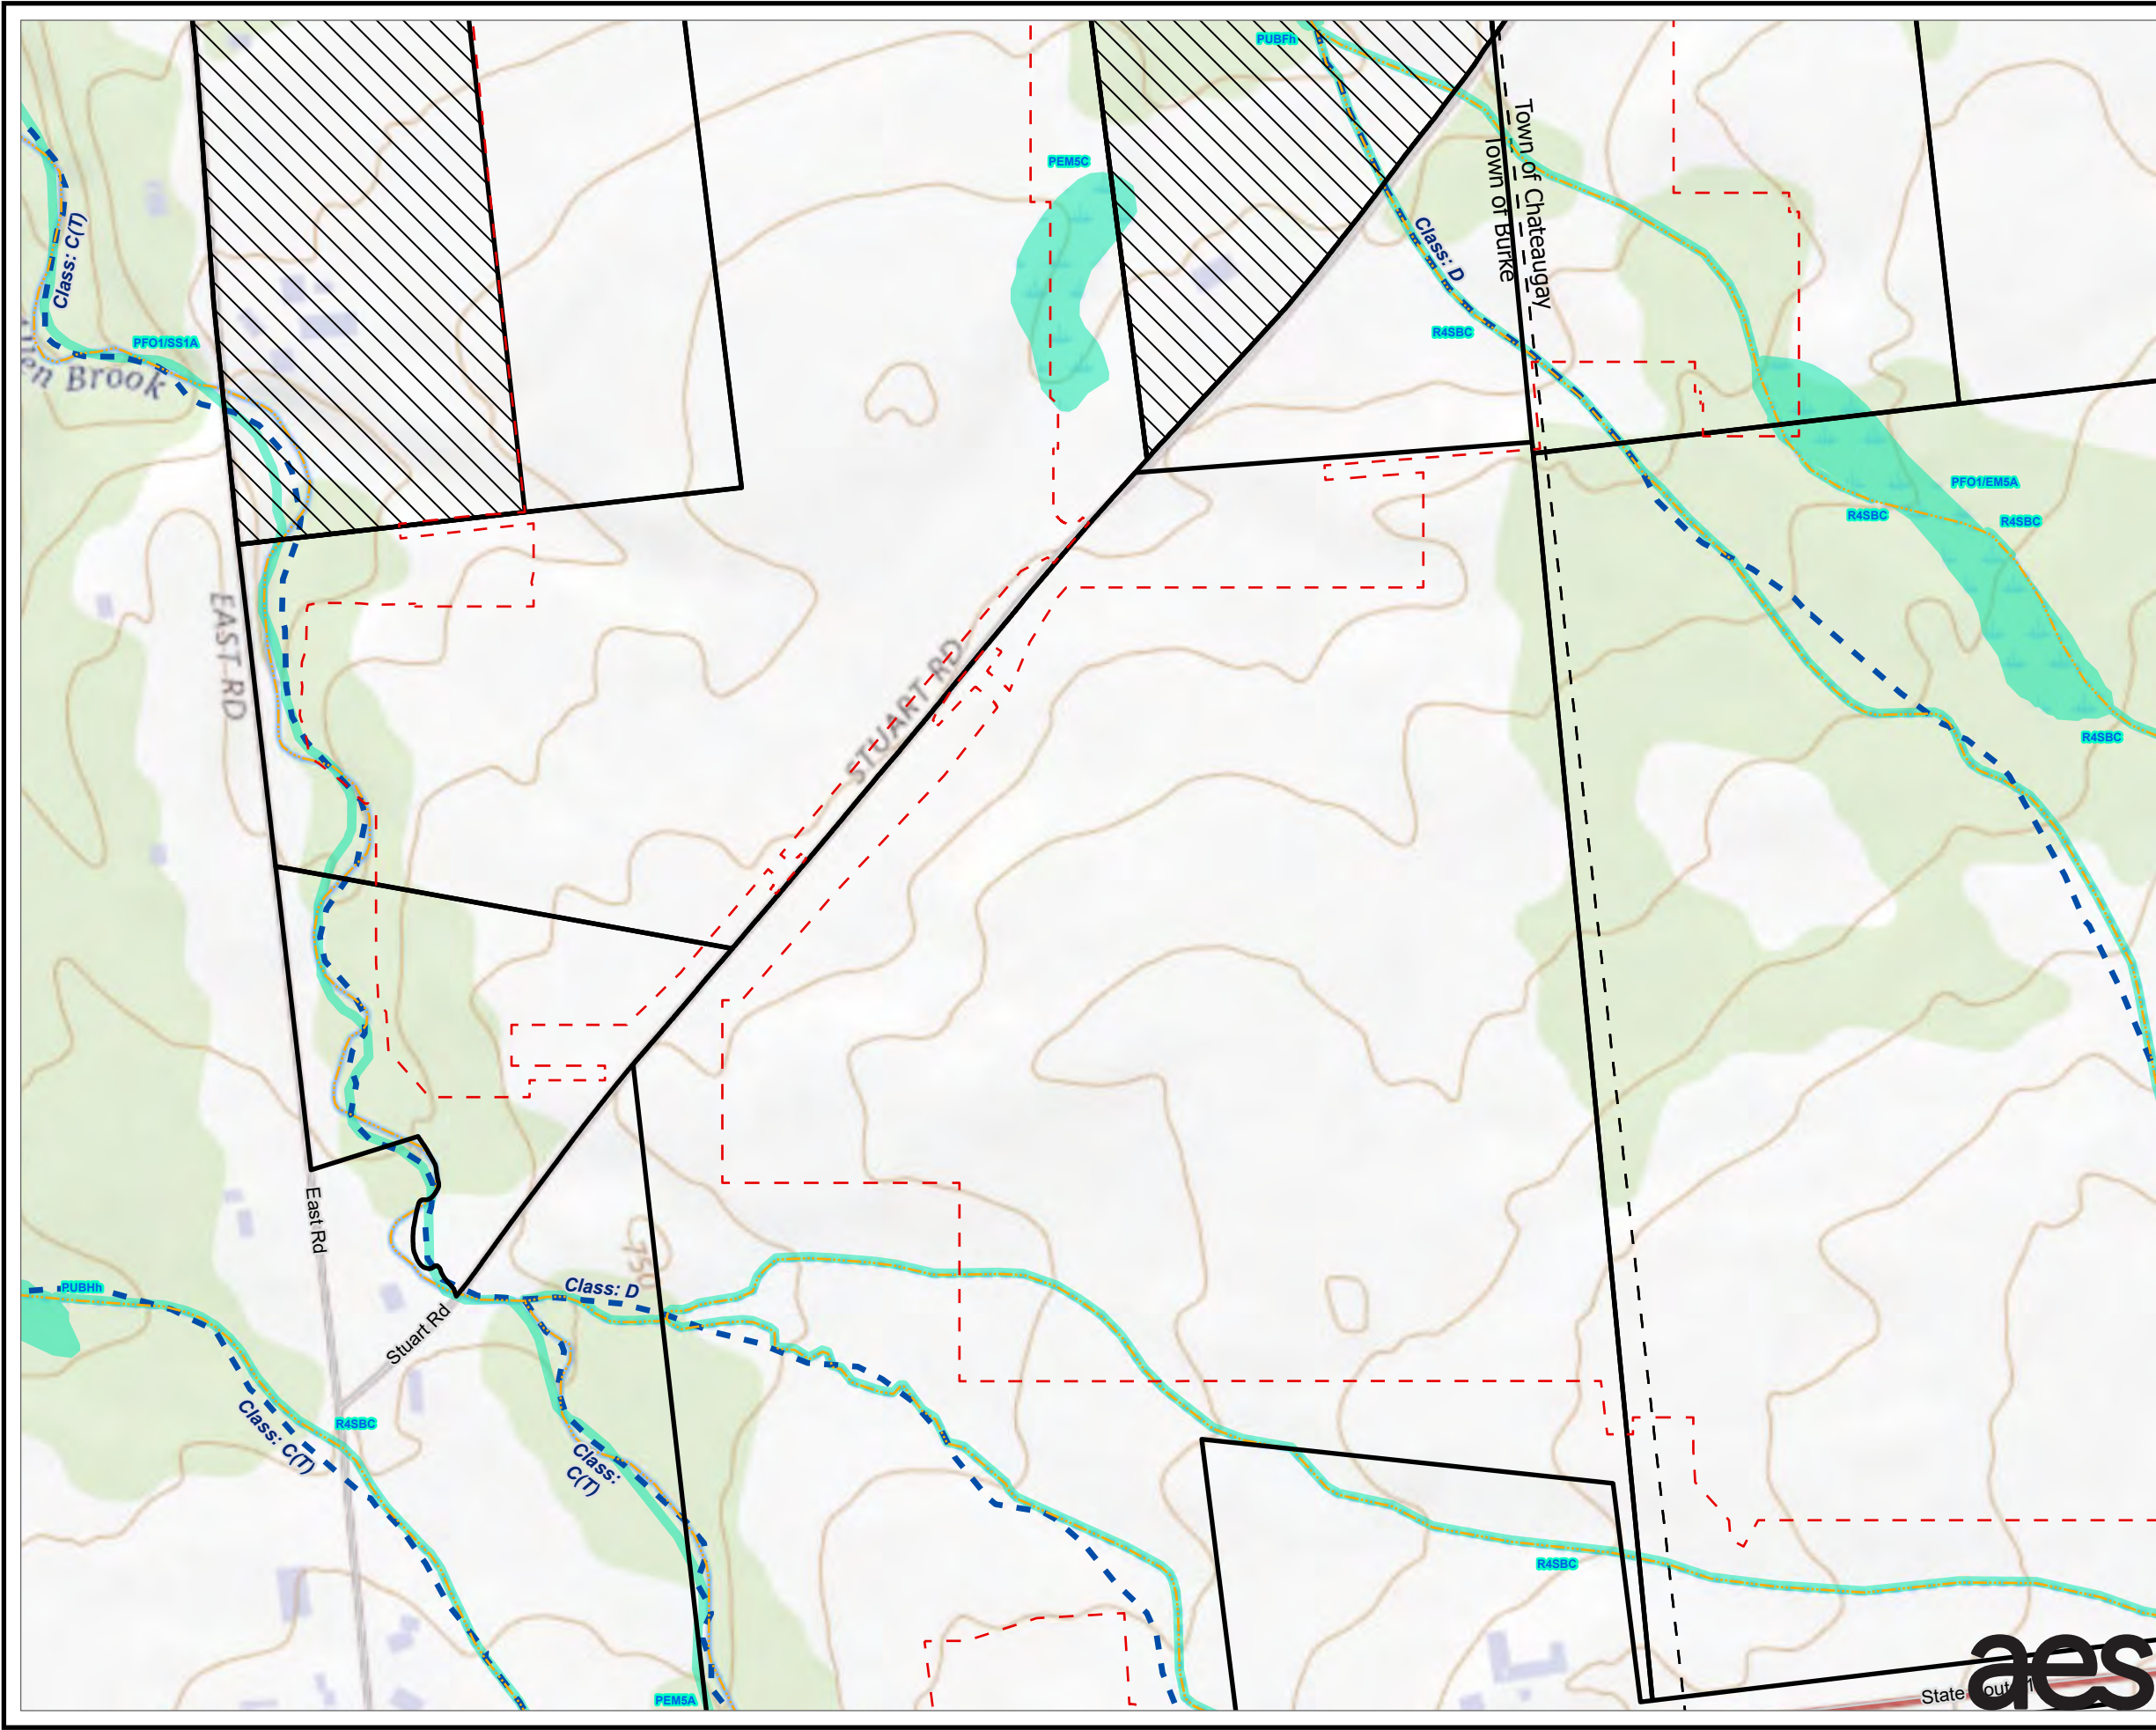 PUBFh
Town of Chateaugay
Town of Burke
PEM5C
Class: C(T)
Class: D
R4SBC
PFO1/SS1A
en Brook
PFO1/EM5A
R4SBC
R4SBC
EAST RD
STUART RD
R4SBC
East Rd
750
Class: D
PUBHh
Stuart Rd
Class: C(T)
R4SBC
Class:
C(T)
R4SBC
PEM5A
State
aes